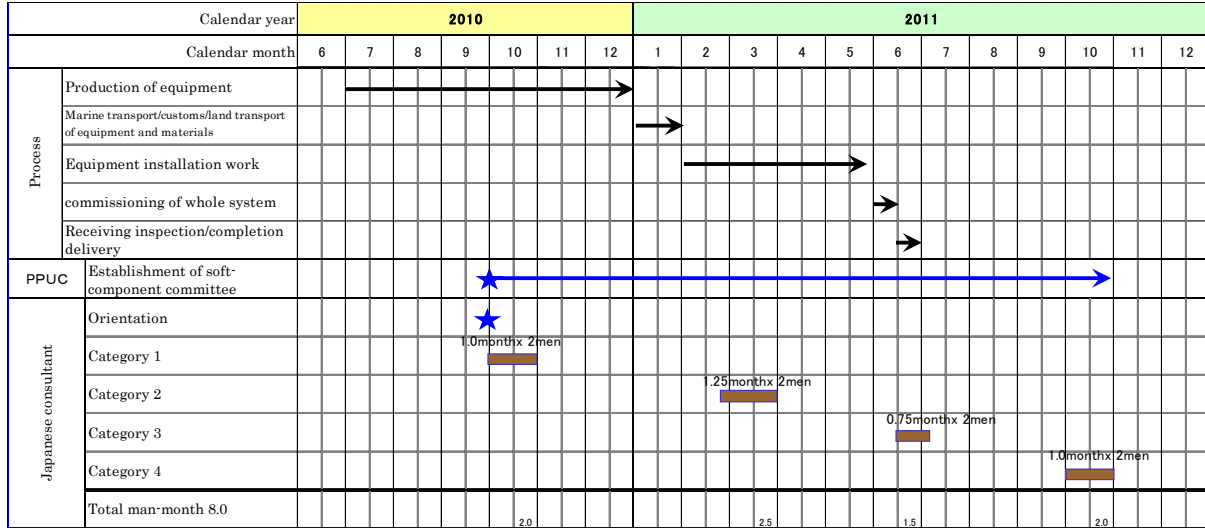 Calendar year 2010 2011
Calendar month 6 7 8 9 10 11 12 1 2 3 4 5 6 7 8 9 10 11 12
Process
Production of equipment
Marine transport/customs/land transport
of equipment and materials
Equipment installation work
commissioning of whole system
Receiving inspection/completion
delivery
PPUC
Establishment of soft-
component committee
Japanese consultant
Orientation
1.0monthx 2men
Category 1
1.25monthx 2men
Category 2
0.75monthx 2men
Category 3
1.0monthx 2men
Category 4
Total man-month 8.0
2.0 2.5 1.5 2.0